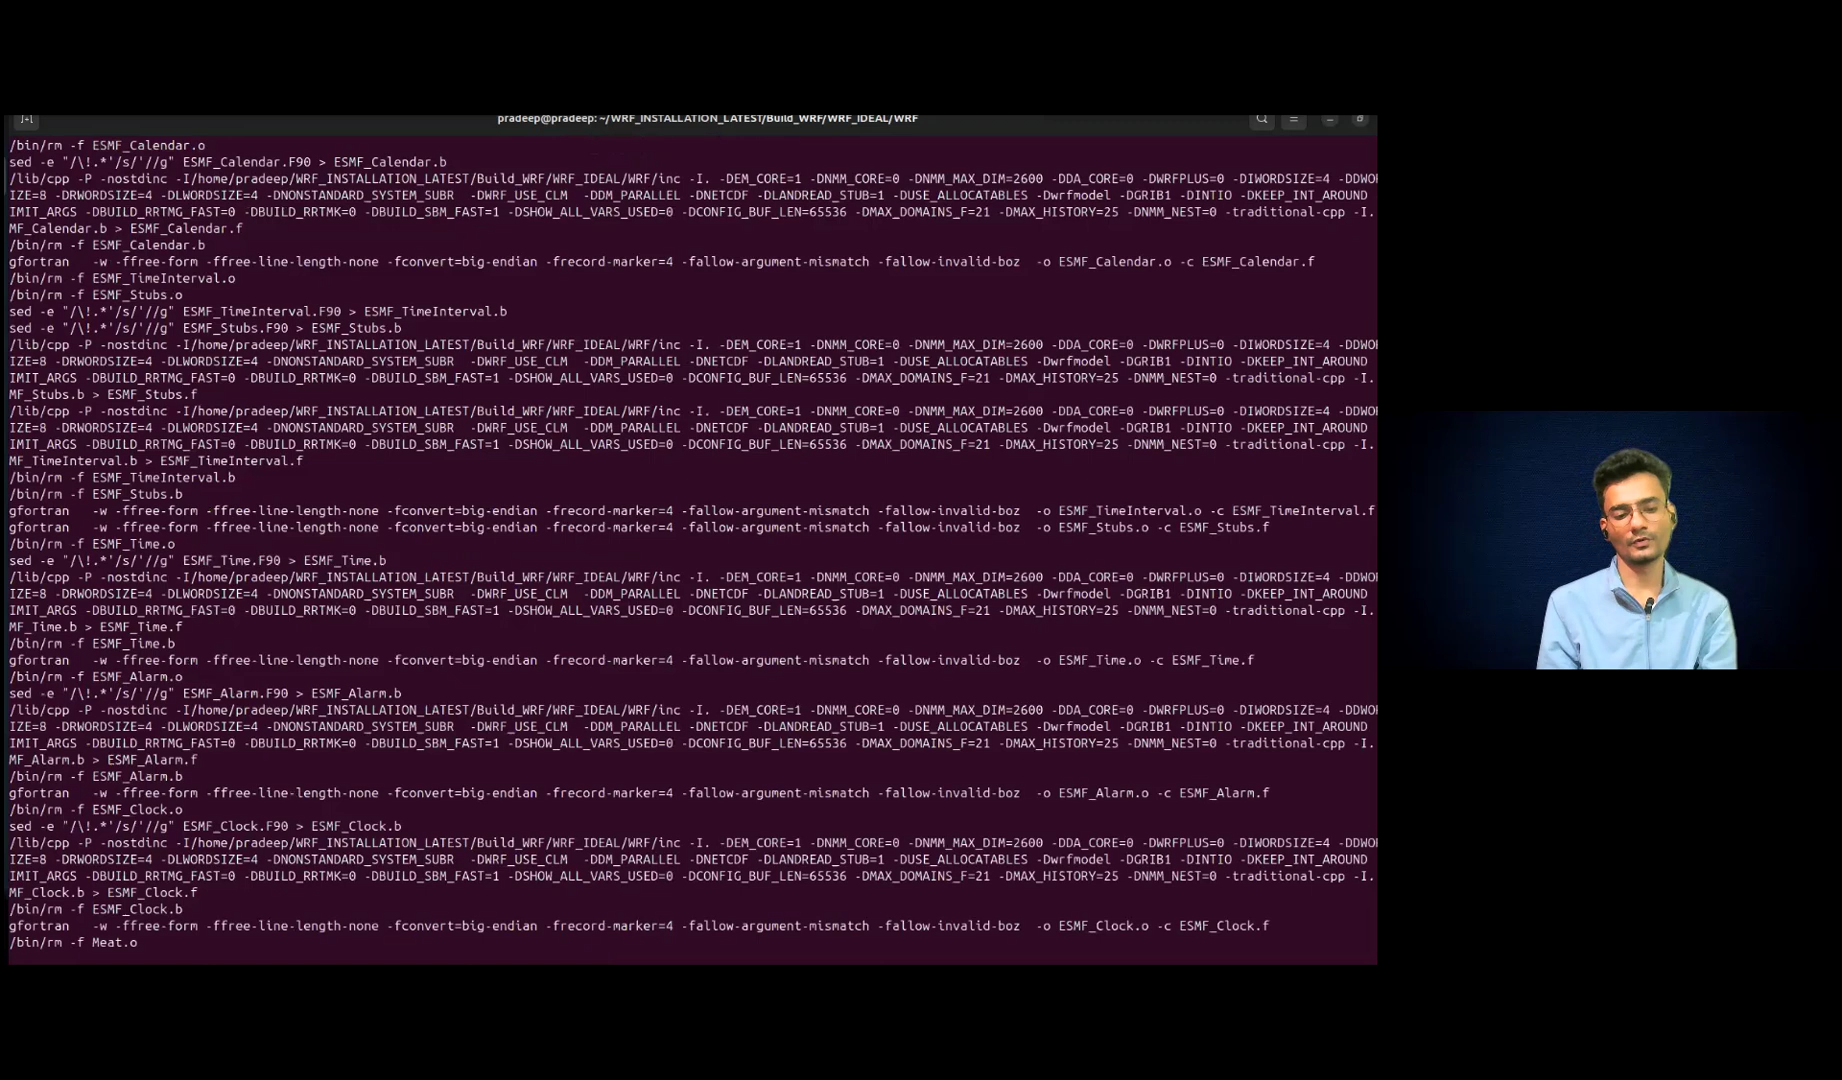 pradeep@pradeep: ~/WRF_INSTALLATION_LATEST/Build_WRF/WRF_IDEAL/WRF
/bin/rm -f ESMF_Calendar.o
sed -e "/\!.*'/s/'//g" ESMF_Calendar.F90 > ESMF_Calendar.b
/lib/cpp -P -nostdinc -I/home/pradeep/WRF_INSTALLATION_LATEST/Build_WRF/WRF_IDEAL/WRF/inc -I. -DEM_CORE=1 -DNMM_CORE=0 -DNMM_MAX_DIM=2600 -DDA_CORE=0 -DWRFPLUS=0 -DIWORDSIZE=4 -DDWO
IZE=8 -DRWORDSIZE=4 -DLWORDSIZE=4 -DNONSTANDARD_SYSTEM_SUBR  -DWRF_USE_CLM  -DDM_PARALLEL  -DNETCDF  -DLANDREAD_STUB=1 -DUSE_ALLOCATABLES -Dwrfmodel -DGRIB1 -DINTIO -DKEEP_INT_AROUND
IMIT_ARGS -DBUILD_RRTMG_FAST=0 -DBUILD_RRTMK=0 -DBUILD_SBM_FAST=1 -DSHOW_ALL_VARS_USED=0 -DCONFIG_BUF_LEN=65536 -DMAX_DOMAINS_F=21 -DMAX_HISTORY=25 -DNMM_NEST=0 -traditional-cpp -I.
MF_Calendar.b > ESMF_Calendar.f
/bin/rm -f ESMF_Calendar.b
gfortran   -w -ffree-form -ffree-line-length-none -fconvert=big-endian -frecord-marker=4 -fallow-argument-mismatch -fallow-invalid-boz  -o ESMF_Calendar.o -c ESMF_Calendar.f
/bin/rm -f ESMF_TimeInterval.o
/bin/rm -f ESMF_Stubs.o
sed -e "/\!.*'/s/'//g" ESMF_TimeInterval.F90 > ESMF_TimeInterval.b
sed -e "/\!.*'/s/'//g" ESMF_Stubs.F90 > ESMF_Stubs.b
/lib/cpp -P -nostdinc -I/home/pradeep/WRF_INSTALLATION_LATEST/Build_WRF/WRF_IDEAL/WRF/inc -I. -DEM_CORE=1 -DNMM_CORE=0 -DNMM_MAX_DIM=2600 -DDA_CORE=0 -DWRFPLUS=0 -DIWORDSIZE=4 -DDWO
IZE=8 -DRWORDSIZE=4 -DLWORDSIZE=4 -DNONSTANDARD_SYSTEM_SUBR  -DWRF_USE_CLM  -DDM_PARALLEL  -DNETCDF  -DLANDREAD_STUB=1 -DUSE_ALLOCATABLES -Dwrfmodel -DGRIB1 -DINTIO -DKEEP_INT_AROUND
IMIT_ARGS -DBUILD_RRTMG_FAST=0 -DBUILD_RRTMK=0 -DBUILD_SBM_FAST=1 -DSHOW_ALL_VARS_USED=0 -DCONFIG_BUF_LEN=65536 -DMAX_DOMAINS_F=21 -DMAX_HISTORY=25 -DNMM_NEST=0 -traditional-cpp -I.
MF_Stubs.b > ESMF_Stubs.f
/lib/cpp -P -nostdinc -I/home/pradeep/WRF_INSTALLATION_LATEST/Build_WRF/WRF_IDEAL/WRF/inc -I. -DEM_CORE=1 -DNMM_CORE=0 -DNMM_MAX_DIM=2600 -DDA_CORE=0 -DWRFPLUS=0 -DIWORDSIZE=4 -DDWO
IZE=8 -DRWORDSIZE=4 -DLWORDSIZE=4 -DNONSTANDARD_SYSTEM_SUBR  -DWRF_USE_CLM  -DDM_PARALLEL  -DNETCDF  -DLANDREAD_STUB=1 -DUSE_ALLOCATABLES -Dwrfmodel -DGRIB1 -DINTIO -DKEEP_INT_AROUND
IMIT_ARGS -DBUILD_RRTMG_FAST=0 -DBUILD_RRTMK=0 -DBUILD_SBM_FAST=1 -DSHOW_ALL_VARS_USED=0 -DCONFIG_BUF_LEN=65536 -DMAX_DOMAINS_F=21 -DMAX_HISTORY=25 -DNMM_NEST=0 -traditional-cpp -I.
MF_TimeInterval.b > ESMF_TimeInterval.f
/bin/rm -f ESMF_TimeInterval.b
/bin/rm -f ESMF_Stubs.b
gfortran   -w -ffree-form -ffree-line-length-none -fconvert=big-endian -frecord-marker=4 -fallow-argument-mismatch -fallow-invalid-boz  -o ESMF_TimeInterval.o -c ESMF_TimeInterval.f
gfortran   -w -ffree-form -ffree-line-length-none -fconvert=big-endian -frecord-marker=4 -fallow-argument-mismatch -fallow-invalid-boz  -o ESMF_Stubs.o -c ESMF_Stubs.f
/bin/rm -f ESMF_Time.o
sed -e "/\!.*'/s/'//g" ESMF_Time.F90 > ESMF_Time.b
/lib/cpp -P -nostdinc -I/home/pradeep/WRF_INSTALLATION_LATEST/Build_WRF/WRF_IDEAL/WRF/inc -I. -DEM_CORE=1 -DNMM_CORE=0 -DNMM_MAX_DIM=2600 -DDA_CORE=0 -DWRFPLUS=0 -DIWORDSIZE=4 -DDWO
IZE=8 -DRWORDSIZE=4 -DLWORDSIZE=4 -DNONSTANDARD_SYSTEM_SUBR  -DWRF_USE_CLM  -DDM_PARALLEL  -DNETCDF  -DLANDREAD_STUB=1 -DUSE_ALLOCATABLES -Dwrfmodel -DGRIB1 -DINTIO -DKEEP_INT_AROUND
IMIT_ARGS -DBUILD_RRTMG_FAST=0 -DBUILD_RRTMK=0 -DBUILD_SBM_FAST=1 -DSHOW_ALL_VARS_USED=0 -DCONFIG_BUF_LEN=65536 -DMAX_DOMAINS_F=21 -DMAX_HISTORY=25 -DNMM_NEST=0 -traditional-cpp -I.
MF_Time.b > ESMF_Time.f
/bin/rm -f ESMF_Time.b
gfortran   -w -ffree-form -ffree-line-length-none -fconvert=big-endian -frecord-marker=4 -fallow-argument-mismatch -fallow-invalid-boz  -o ESMF_Time.o -c ESMF_Time.f
/bin/rm -f ESMF_Alarm.o
sed -e "/\!.*'/s/'//g" ESMF_Alarm.F90 > ESMF_Alarm.b
/lib/cpp -P -nostdinc -I/home/pradeep/WRF_INSTALLATION_LATEST/Build_WRF/WRF_IDEAL/WRF/inc -I. -DEM_CORE=1 -DNMM_CORE=0 -DNMM_MAX_DIM=2600 -DDA_CORE=0 -DWRFPLUS=0 -DIWORDSIZE=4 -DDWO
IZE=8 -DRWORDSIZE=4 -DLWORDSIZE=4 -DNONSTANDARD_SYSTEM_SUBR  -DWRF_USE_CLM  -DDM_PARALLEL  -DNETCDF  -DLANDREAD_STUB=1 -DUSE_ALLOCATABLES -Dwrfmodel -DGRIB1 -DINTIO -DKEEP_INT_AROUND
IMIT_ARGS -DBUILD_RRTMG_FAST=0 -DBUILD_RRTMK=0 -DBUILD_SBM_FAST=1 -DSHOW_ALL_VARS_USED=0 -DCONFIG_BUF_LEN=65536 -DMAX_DOMAINS_F=21 -DMAX_HISTORY=25 -DNMM_NEST=0 -traditional-cpp -I.
MF_Alarm.b > ESMF_Alarm.f
/bin/rm -f ESMF_Alarm.b
gfortran   -w -ffree-form -ffree-line-length-none -fconvert=big-endian -frecord-marker=4 -fallow-argument-mismatch -fallow-invalid-boz  -o ESMF_Alarm.o -c ESMF_Alarm.f
/bin/rm -f ESMF_Clock.o
sed -e "/\!.*'/s/'//g" ESMF_Clock.F90 > ESMF_Clock.b
/lib/cpp -P -nostdinc -I/home/pradeep/WRF_INSTALLATION_LATEST/Build_WRF/WRF_IDEAL/WRF/inc -I. -DEM_CORE=1 -DNMM_CORE=0 -DNMM_MAX_DIM=2600 -DDA_CORE=0 -DWRFPLUS=0 -DIWORDSIZE=4 -DDWO
IZE=8 -DRWORDSIZE=4 -DLWORDSIZE=4 -DNONSTANDARD_SYSTEM_SUBR  -DWRF_USE_CLM  -DDM_PARALLEL  -DNETCDF  -DLANDREAD_STUB=1 -DUSE_ALLOCATABLES -Dwrfmodel -DGRIB1 -DINTIO -DKEEP_INT_AROUND
IMIT_ARGS -DBUILD_RRTMG_FAST=0 -DBUILD_RRTMK=0 -DBUILD_SBM_FAST=1 -DSHOW_ALL_VARS_USED=0 -DCONFIG_BUF_LEN=65536 -DMAX_DOMAINS_F=21 -DMAX_HISTORY=25 -DNMM_NEST=0 -traditional-cpp -I.
MF_Clock.b > ESMF_Clock.f
/bin/rm -f ESMF_Clock.b
gfortran   -w -ffree-form -ffree-line-length-none -fconvert=big-endian -frecord-marker=4 -fallow-argument-mismatch -fallow-invalid-boz  -o ESMF_Clock.o -c ESMF_Clock.f
/bin/rm -f Meat.o